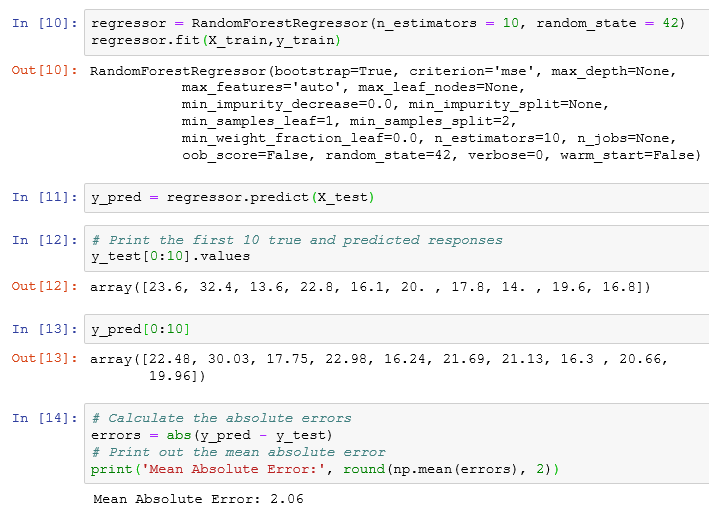 In [10]: regressor = RandomForestRegressor(n_estimators = 10, random_state = 42)
regressor.fit(X_train,y_train)
Out[10]: RandomForestRegressor(bootstrap=True, criterion='mse', max_depth=None,
max_features='auto', max_leaf_nodes=None,
min_impurity_decrease=0.0, min_impurity_split=None,
min_samples_leaf=1, min_samples_split=2,
min_weight_fraction_leaf=0.0, n_estimators=10, n_jobs=None,
oob_score=False, random_state=42, verbose=0, warm_start=False)
In [11]: y_pred = regressor.predict(X_test)
In [12]: # Print the first 10 true and predicted responses
y_test[0:10].values
Out[12]: array([23.6, 32.4, 13.6, 22.8, 16.1, 20. , 17.8, 14. , 19.6, 16.8])
In [13]: y_pred[0:10]
Out[13]: array([22.48, 30.03, 17.75, 22.98, 16.24, 21.69, 21.13, 16.3 , 20.66,
19.96])
In [14]: # Calculate the absolute errors
errors = abs(y_pred - y_test)
# Print out the mean absolute error
print('Mean Absolute Error:', round(np.mean(errors), 2))
Mean Absolute Error: 2.06